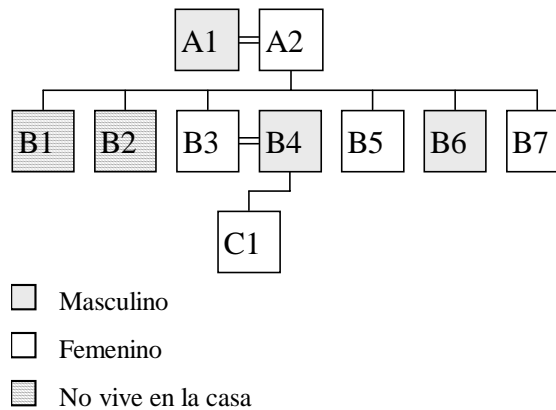 A1 A2
B1 B2 B3 B4 B5 B6 B7
C1
Masculino
Femenino
No vive en la casa